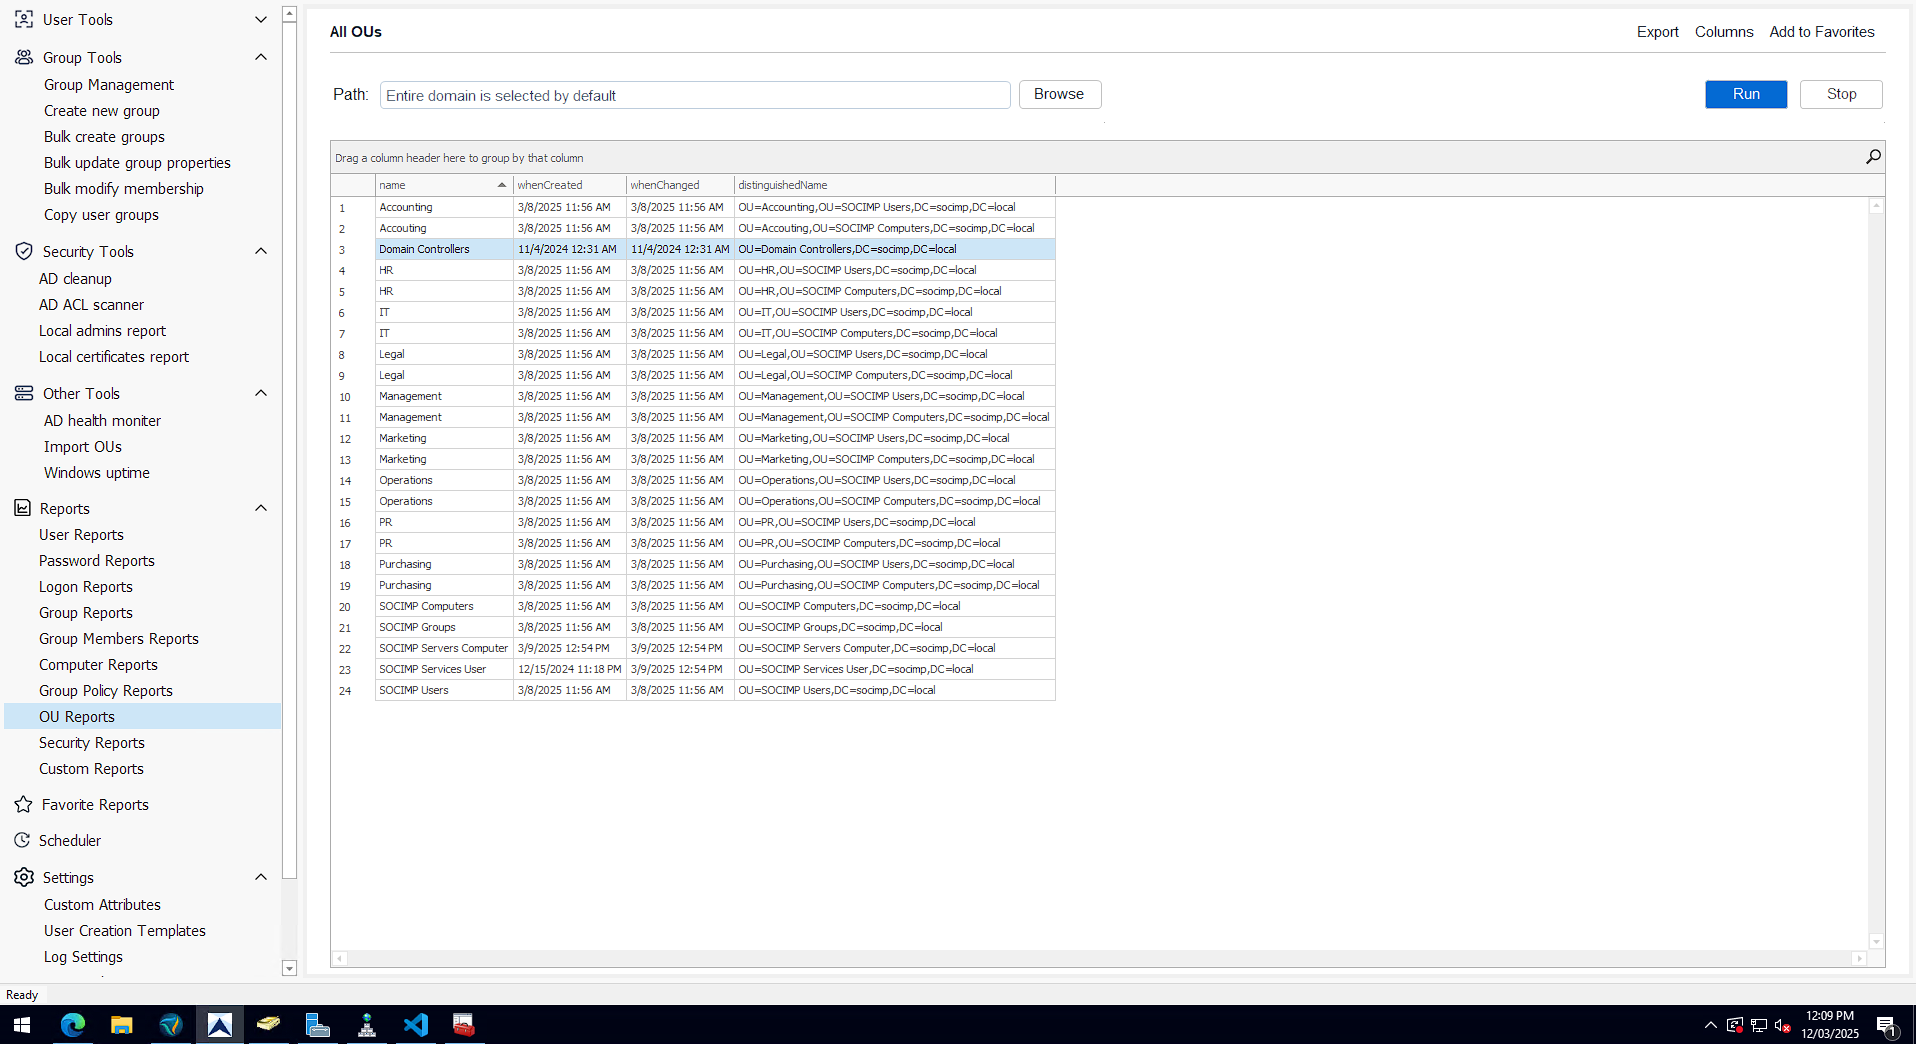 User Tools
Group Tools
Group Management
Create new group
Bulk create groups
Bulk update group properties
Bulk modify membership
Copy user groups
Security Tools
AD cleanup
AD ACL scanner
Local admins report
Local certificates report
Other Tools
AD health moniter
Import OUs
Windows uptime
Reports
User Reports
Password Reports
Logon Reports
Group Reports
Group Members Reports
Computer Reports
Group Policy Reports
OU Reports
Security Reports
Custom Reports
Favorite Reports
Scheduler
Settings
Custom Attributes
User Creation Templates
Log Settings
All OUs Export Columns Add to Favorites
Path: Entire domain is selected by default Browse Run Stop
Drag a column header here to group by that column
name whenCreated whenChanged distinguishedName
1 Accounting 3/8/2025 11:56 AM 3/8/2025 11:56 AM OU=Accounting,OU=SOCIMP Users,DC=socimp,DC=local
2 Accouting 3/8/2025 11:56 AM 3/8/2025 11:56 AM OU=Accouting,OU=SOCIMP Computers,DC=socimp,DC=local
3 Domain Controllers 11/4/2024 12:31 AM 11/4/2024 12:31 AM OU=Domain Controllers,DC=socimp,DC=local
4 HR 3/8/2025 11:56 AM 3/8/2025 11:56 AM OU=HR,OU=SOCIMP Users,DC=socimp,DC=local
5 HR 3/8/2025 11:56 AM 3/8/2025 11:56 AM OU=HR,OU=SOCIMP Computers,DC=socimp,DC=local
6 IT 3/8/2025 11:56 AM 3/8/2025 11:56 AM OU=IT,OU=SOCIMP Users,DC=socimp,DC=local
7 IT 3/8/2025 11:56 AM 3/8/2025 11:56 AM OU=IT,OU=SOCIMP Computers,DC=socimp,DC=local
8 Legal 3/8/2025 11:56 AM 3/8/2025 11:56 AM OU=Legal,OU=SOCIMP Users,DC=socimp,DC=local
9 Legal 3/8/2025 11:56 AM 3/8/2025 11:56 AM OU=Legal,OU=SOCIMP Computers,DC=socimp,DC=local
10 Management 3/8/2025 11:56 AM 3/8/2025 11:56 AM OU=Management,OU=SOCIMP Users,DC=socimp,DC=local
11 Management 3/8/2025 11:56 AM 3/8/2025 11:56 AM OU=Management,OU=SOCIMP Computers,DC=socimp,DC=local
12 Marketing 3/8/2025 11:56 AM 3/8/2025 11:56 AM OU=Marketing,OU=SOCIMP Users,DC=socimp,DC=local
13 Marketing 3/8/2025 11:56 AM 3/8/2025 11:56 AM OU=Marketing,OU=SOCIMP Computers,DC=socimp,DC=local
14 Operations 3/8/2025 11:56 AM 3/8/2025 11:56 AM OU=Operations,OU=SOCIMP Users,DC=socimp,DC=local
15 Operations 3/8/2025 11:56 AM 3/8/2025 11:56 AM OU=Operations,OU=SOCIMP Computers,DC=socimp,DC=local
16 PR 3/8/2025 11:56 AM 3/8/2025 11:56 AM OU=PR,OU=SOCIMP Users,DC=socimp,DC=local
17 PR 3/8/2025 11:56 AM 3/8/2025 11:56 AM OU=PR,OU=SOCIMP Computers,DC=socimp,DC=local
18 Purchasing 3/8/2025 11:56 AM 3/8/2025 11:56 AM OU=Purchasing,OU=SOCIMP Users,DC=socimp,DC=local
19 Purchasing 3/8/2025 11:56 AM 3/8/2025 11:56 AM OU=Purchasing,OU=SOCIMP Computers,DC=socimp,DC=local
20 SOCIMP Computers 3/8/2025 11:56 AM 3/8/2025 11:56 AM OU=SOCIMP Computers,DC=socimp,DC=local
21 SOCIMP Groups 3/8/2025 11:56 AM 3/8/2025 11:56 AM OU=SOCIMP Groups,DC=socimp,DC=local
22 SOCIMP Servers Computer 3/9/2025 12:54 PM 3/9/2025 12:54 PM OU=SOCIMP Servers Computer,DC=socimp,DC=local
23 SOCIMP Services User 12/15/2024 11:18 PM 3/9/2025 12:54 PM OU=SOCIMP Services User,DC=socimp,DC=local
24 SOCIMP Users 3/8/2025 11:56 AM 3/8/2025 11:56 AM OU=SOCIMP Users,DC=socimp,DC=local
Ready
12:09 PM
12/03/2025
1